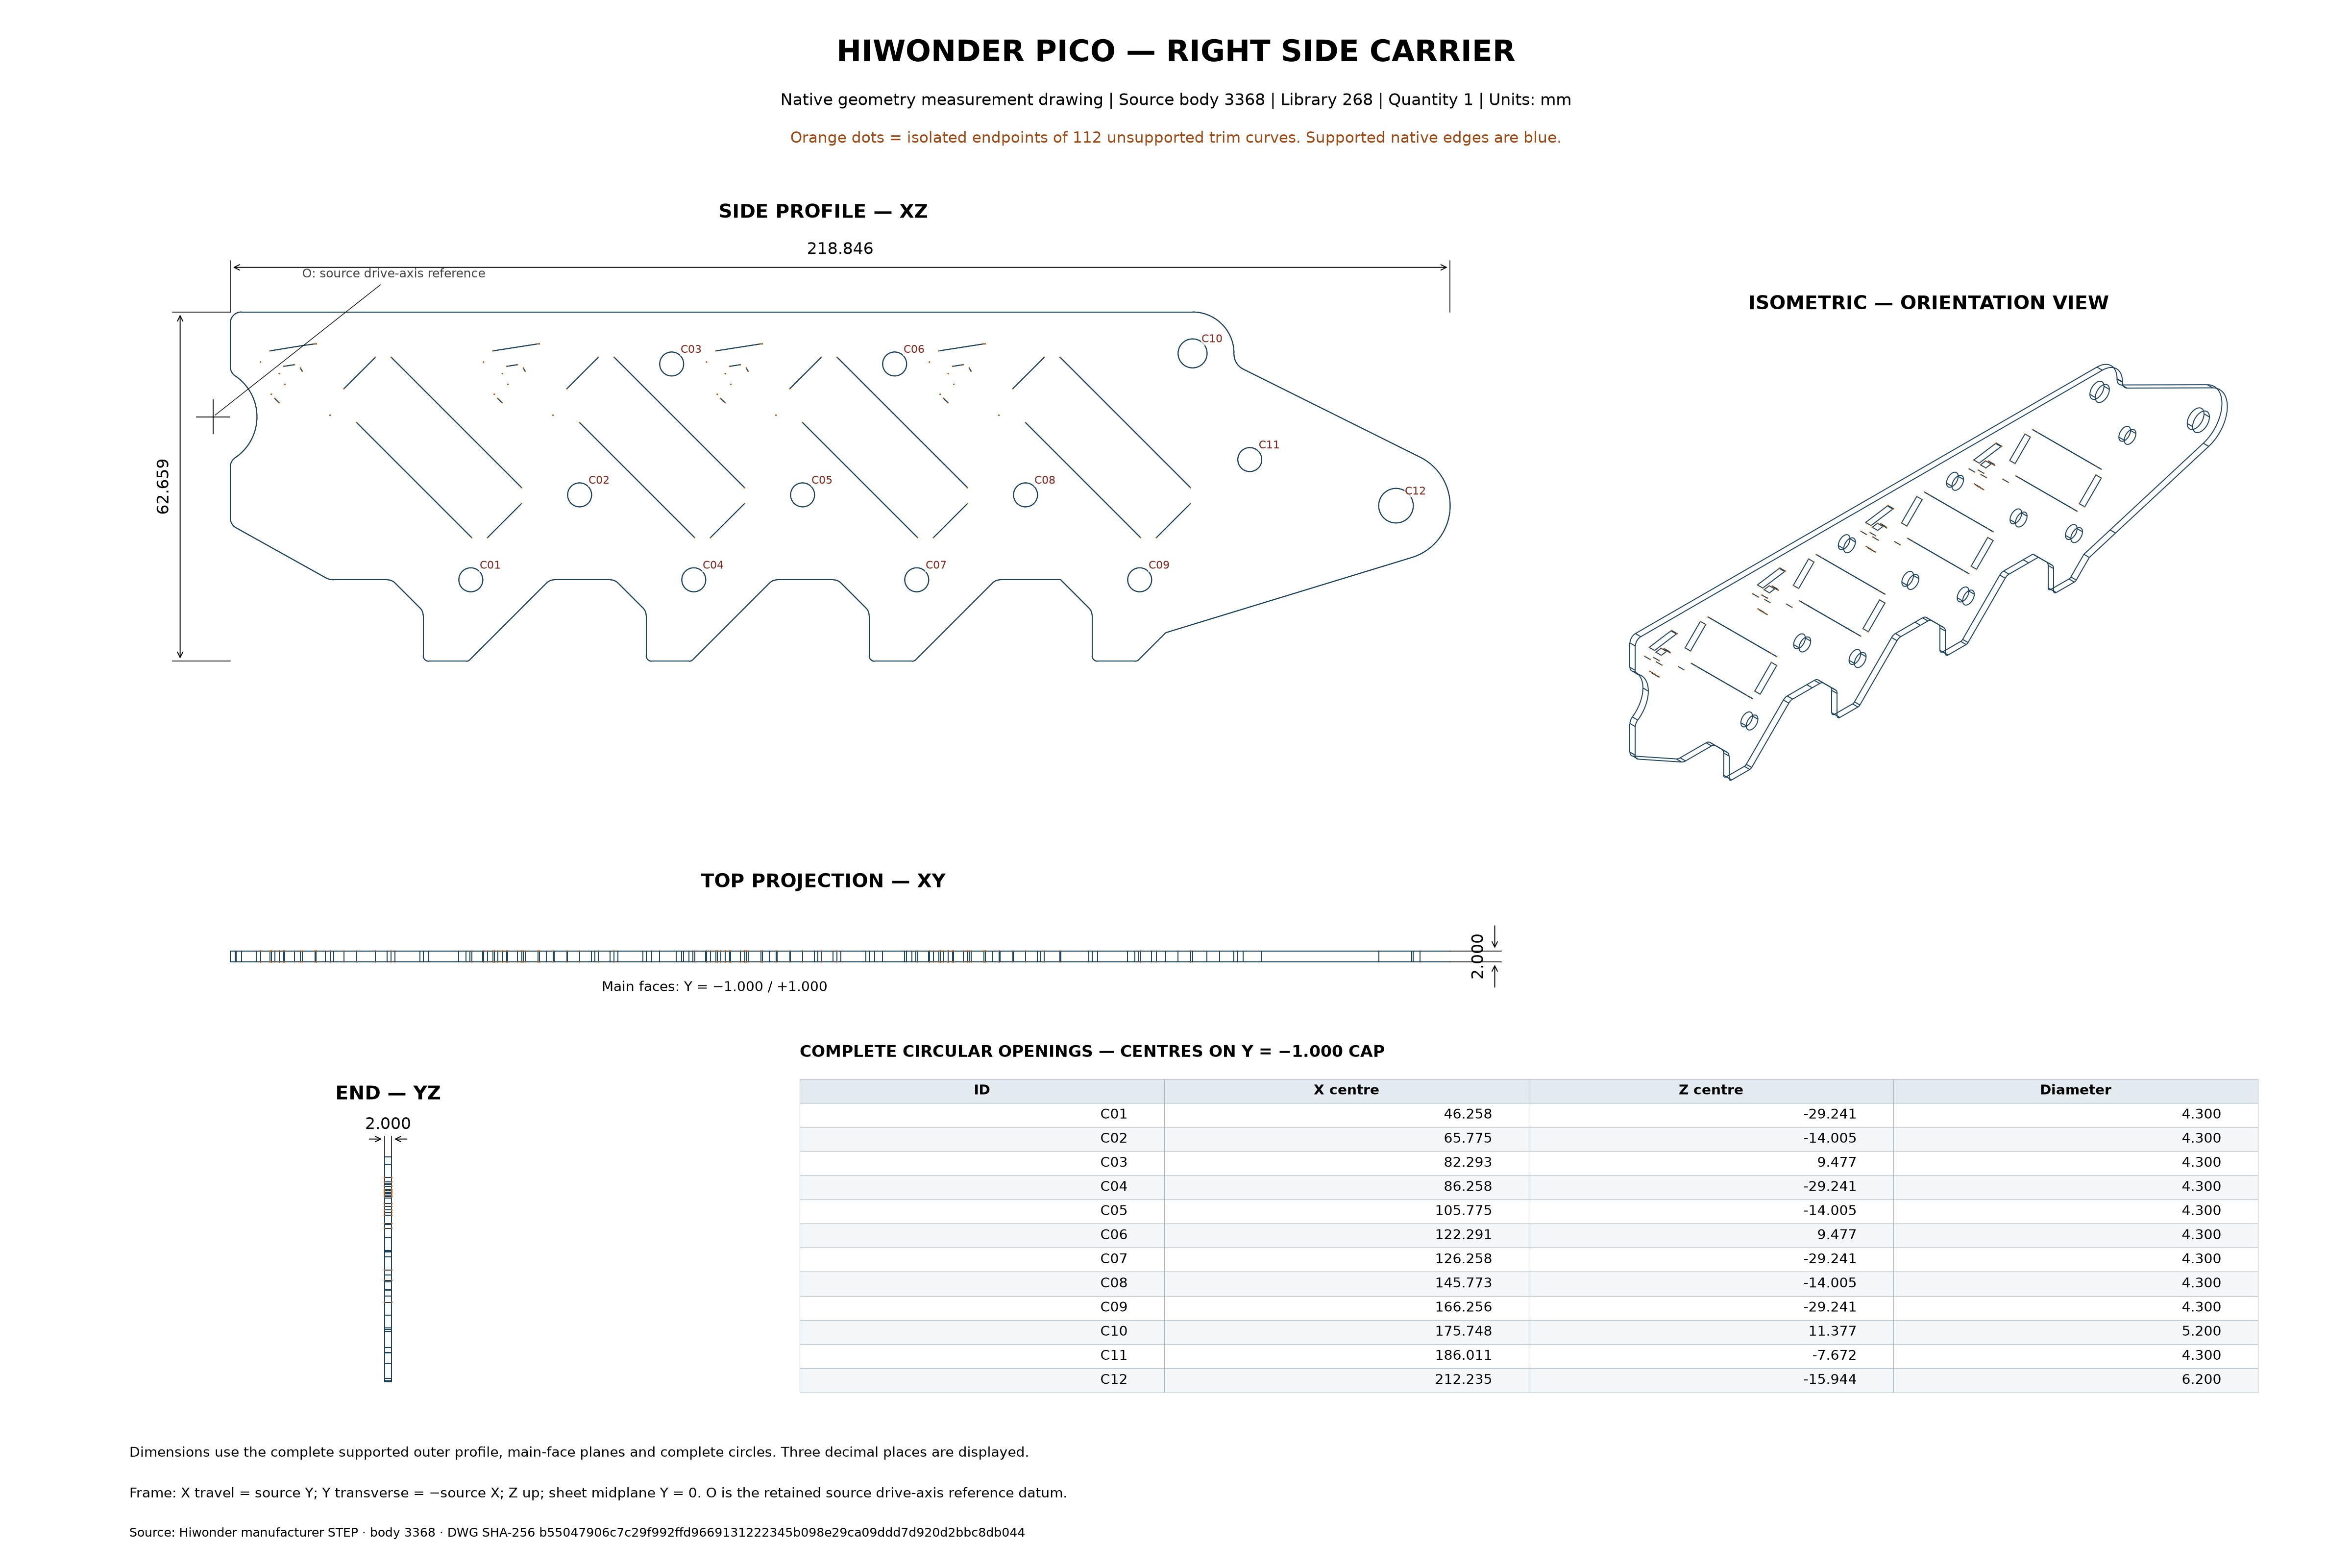 HIWONDER PICO — RIGHT SIDE CARRIER
Native geometry measurement drawing | Source body 3368 | Library 268 | Quantity 1 | Units: mm
Orange dots = isolated endpoints of 112 unsupported trim curves. Supported native edges are blue.
SIDE PROFILE — XZ
218.846
O: source drive-axis reference
ISOMETRIC — ORIENTATION VIEW
62.659
C10
C03
C06
C11
C02
C05
C08
C12
C01
C04
C07
C09
TOP PROJECTION — XY
2.000
Main faces: Y = −1.000 / +1.000
COMPLETE CIRCULAR OPENINGS — CENTRES ON Y = −1.000 CAP
END — YZ
2.000
ID X centre Z centre Diameter
C01 46.258 -29.241 4.300
C02 65.775 -14.005 4.300
C03 82.293 9.477 4.300
C04 86.258 -29.241 4.300
C05 105.775 -14.005 4.300
C06 122.291 9.477 4.300
C07 126.258 -29.241 4.300
C08 145.773 -14.005 4.300
C09 166.256 -29.241 4.300
C10 175.748 11.377 5.200
C11 186.011 -7.672 4.300
C12 212.235 -15.944 6.200
Dimensions use the complete supported outer profile, main-face planes and complete circles. Three decimal places are displayed.
Frame: X travel = source Y; Y transverse = −source X; Z up; sheet midplane Y = 0. O is the retained source drive-axis reference datum.
Source: Hiwonder manufacturer STEP · body 3368 · DWG SHA-256 b55047906c7c29f992ffd9669131222345b098e29ca09ddd7d920d2bbc8db044